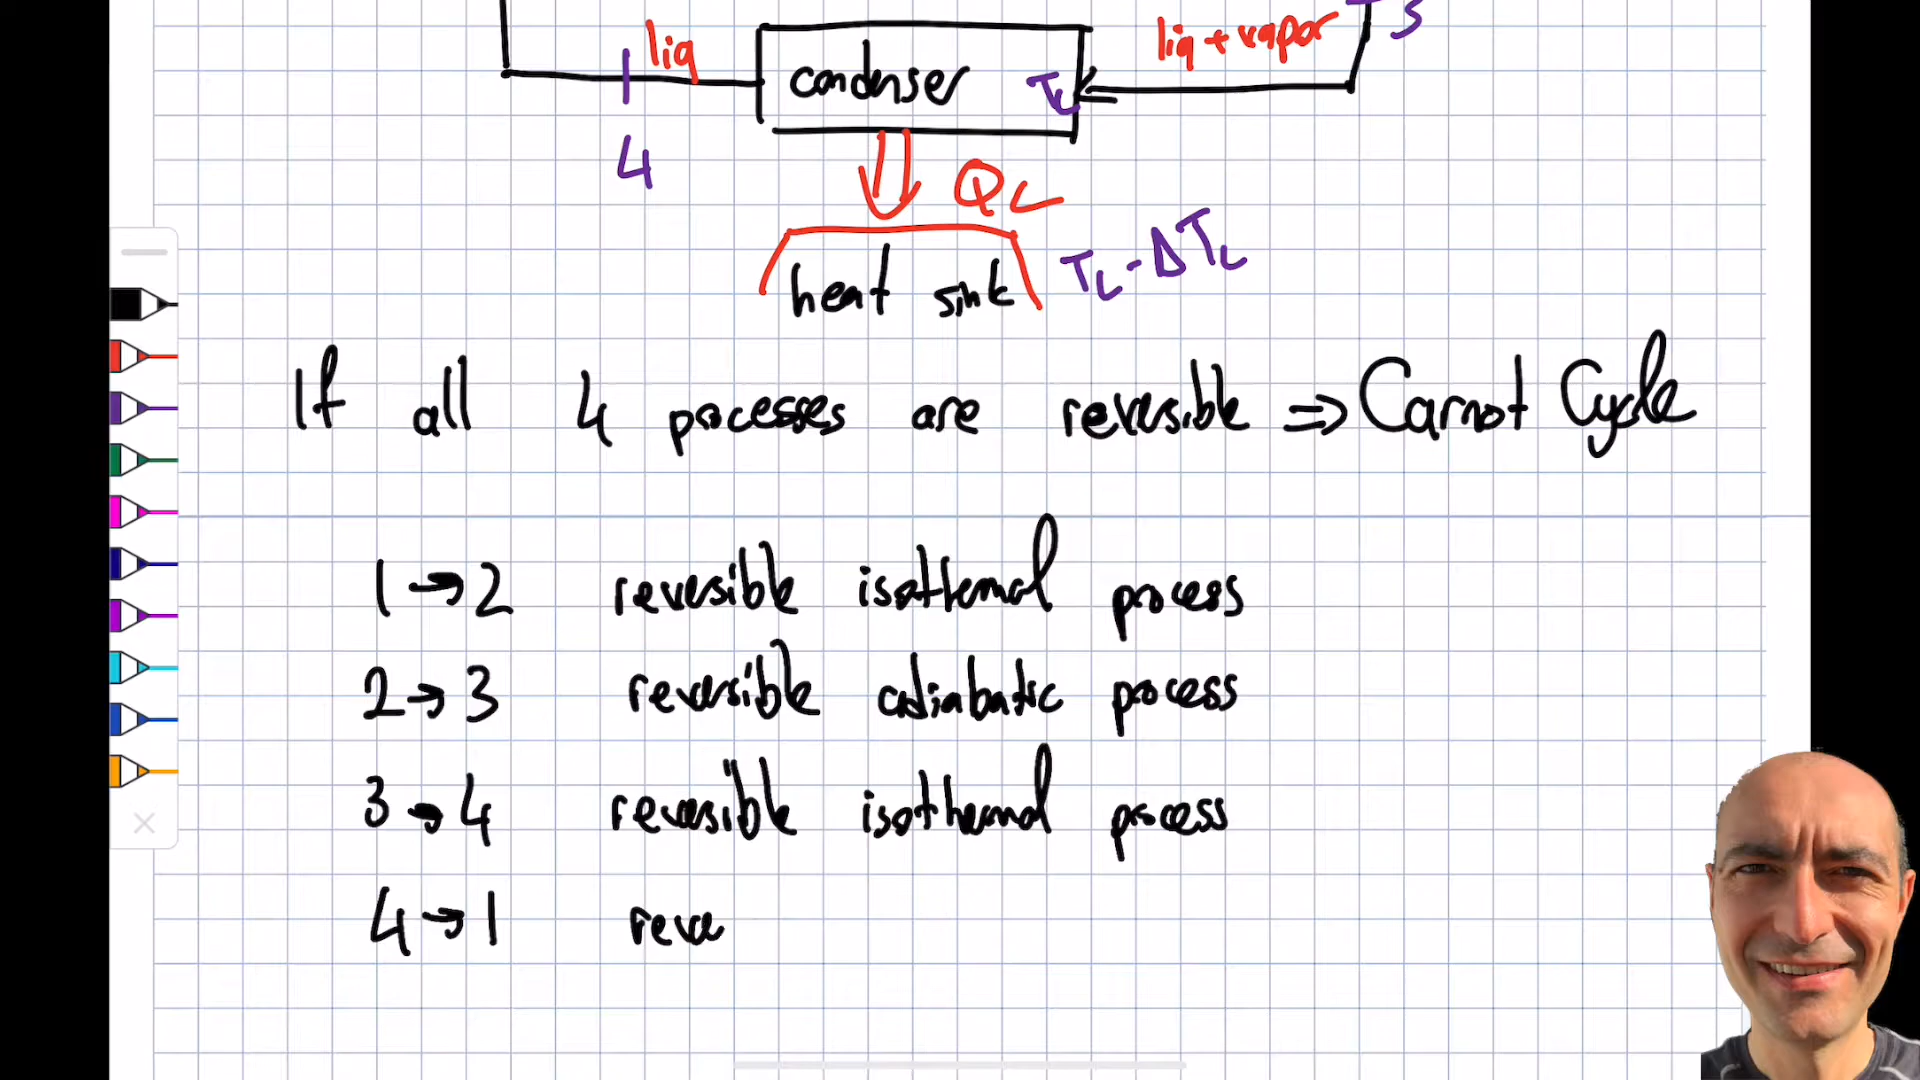 liq
condenser
T_L
liq + vapor
3
4
Q_L
heat sink
T_L - ΔT_L
If all 4 processes are reversible ⇒ Carnot Cycle
1 → 2 reversible isothermal process
2 → 3 reversible adiabatic process
3 → 4 reversible isothermal process
4 → 1 reve